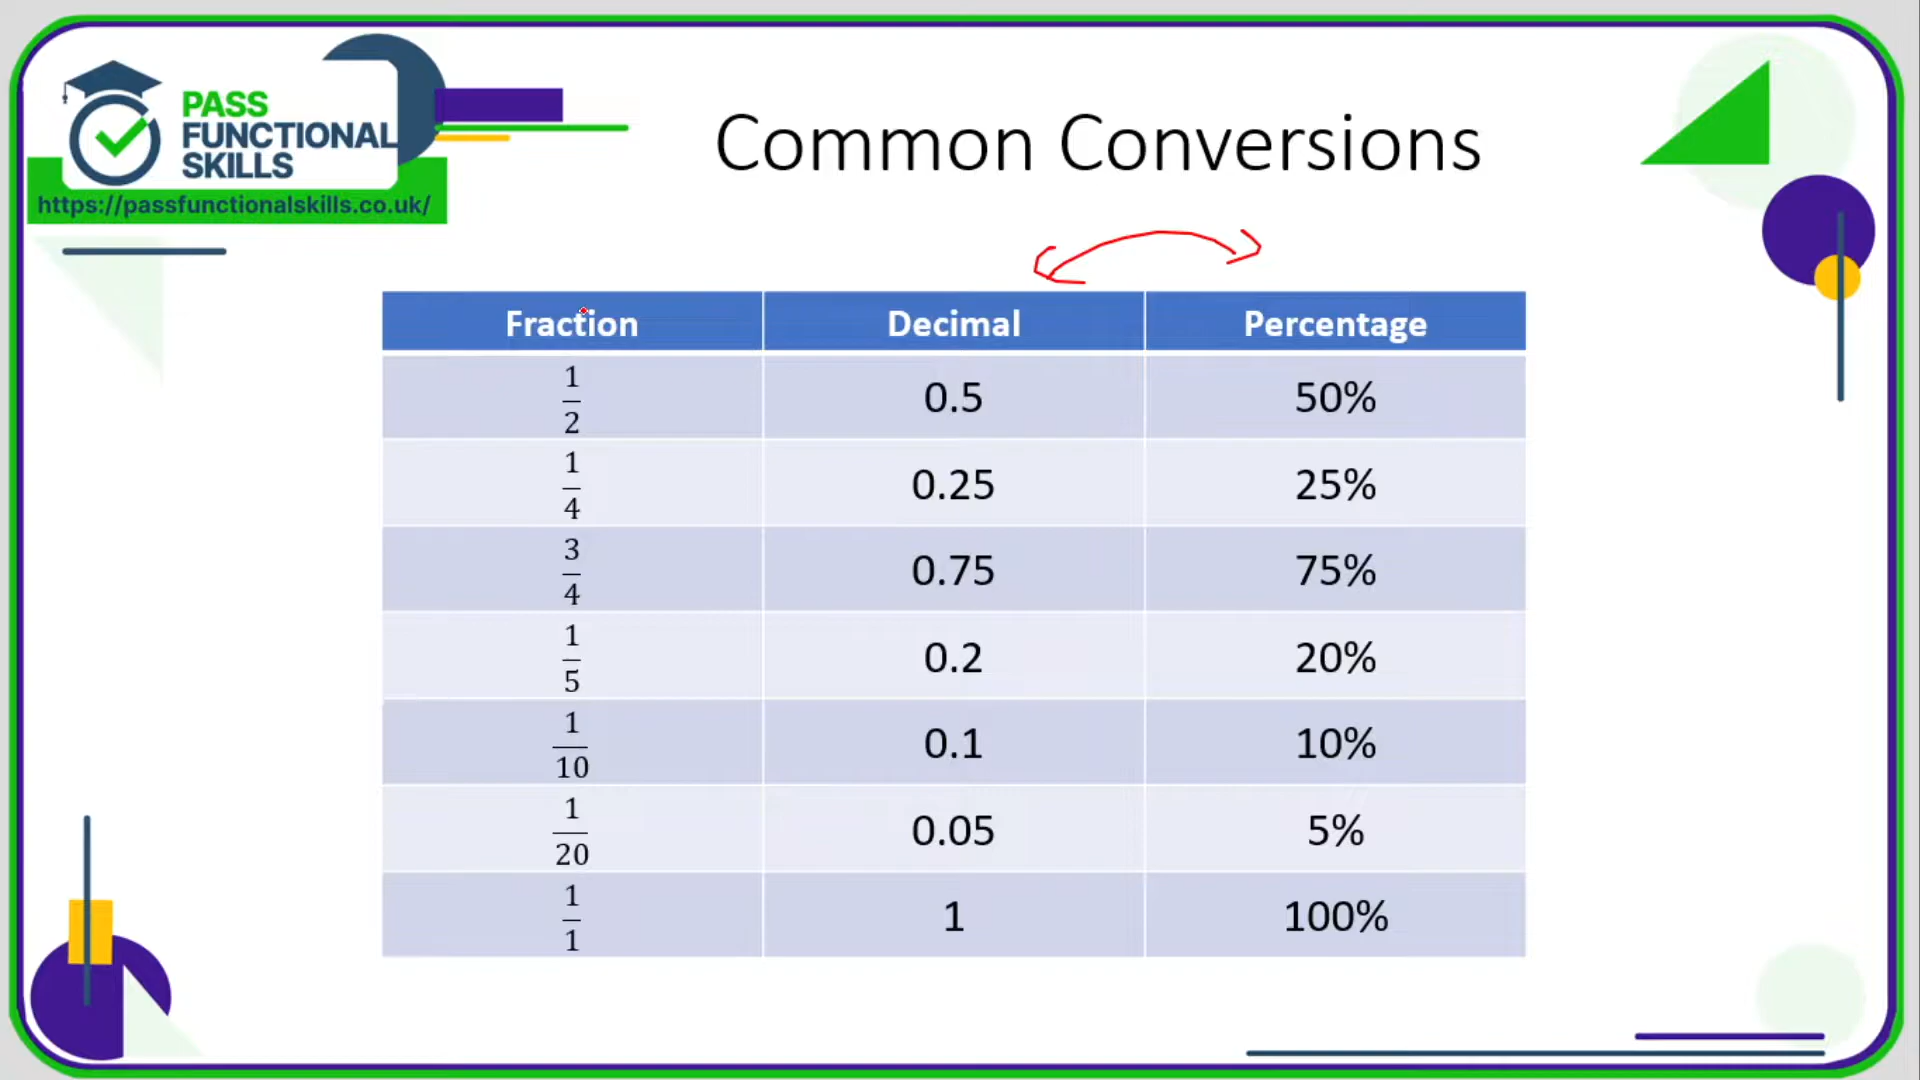 PASS
FUNCTIONAL
SKILLS
https://passfunctionalskills.co.uk/
Common Conversions
Fraction Decimal Percentage
1/2 0.5 50%
1/4 0.25 25%
3/4 0.75 75%
1/5 0.2 20%
1/10 0.1 10%
1/20 0.05 5%
1/1 1 100%